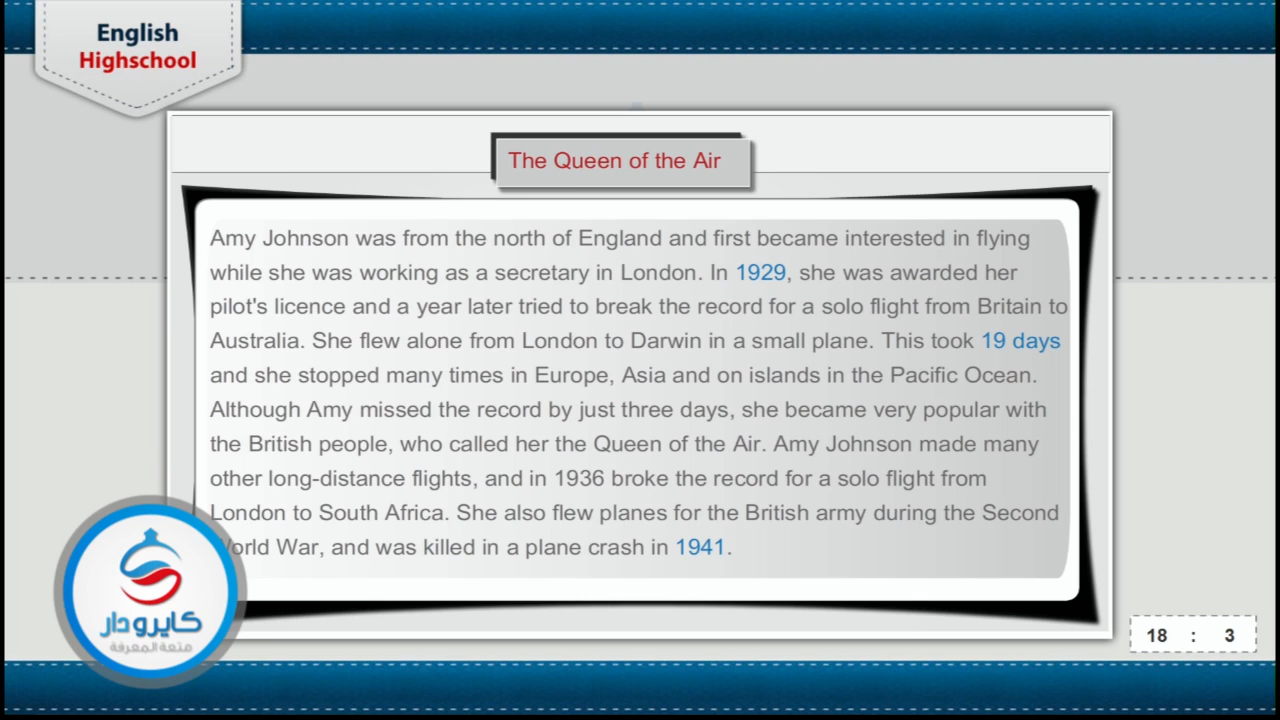 English
Highschool
The Queen of the Air
Amy Johnson was from the north of England and first became interested in flying
while she was working as a secretary in London. In 1929, she was awarded her
pilot's licence and a year later tried to break the record for a solo flight from Britain to
Australia. She flew alone from London to Darwin in a small plane. This took 19 days
and she stopped many times in Europe, Asia and on islands in the Pacific Ocean.
Although Amy missed the record by just three days, she became very popular with
the British people, who called her the Queen of the Air. Amy Johnson made many
other long-distance flights, and in 1936 broke the record for a solo flight from
London to South Africa. She also flew planes for the British army during the Second
World War, and was killed in a plane crash in 1941.
كايرودار
متعة المعرفة
18 : 3